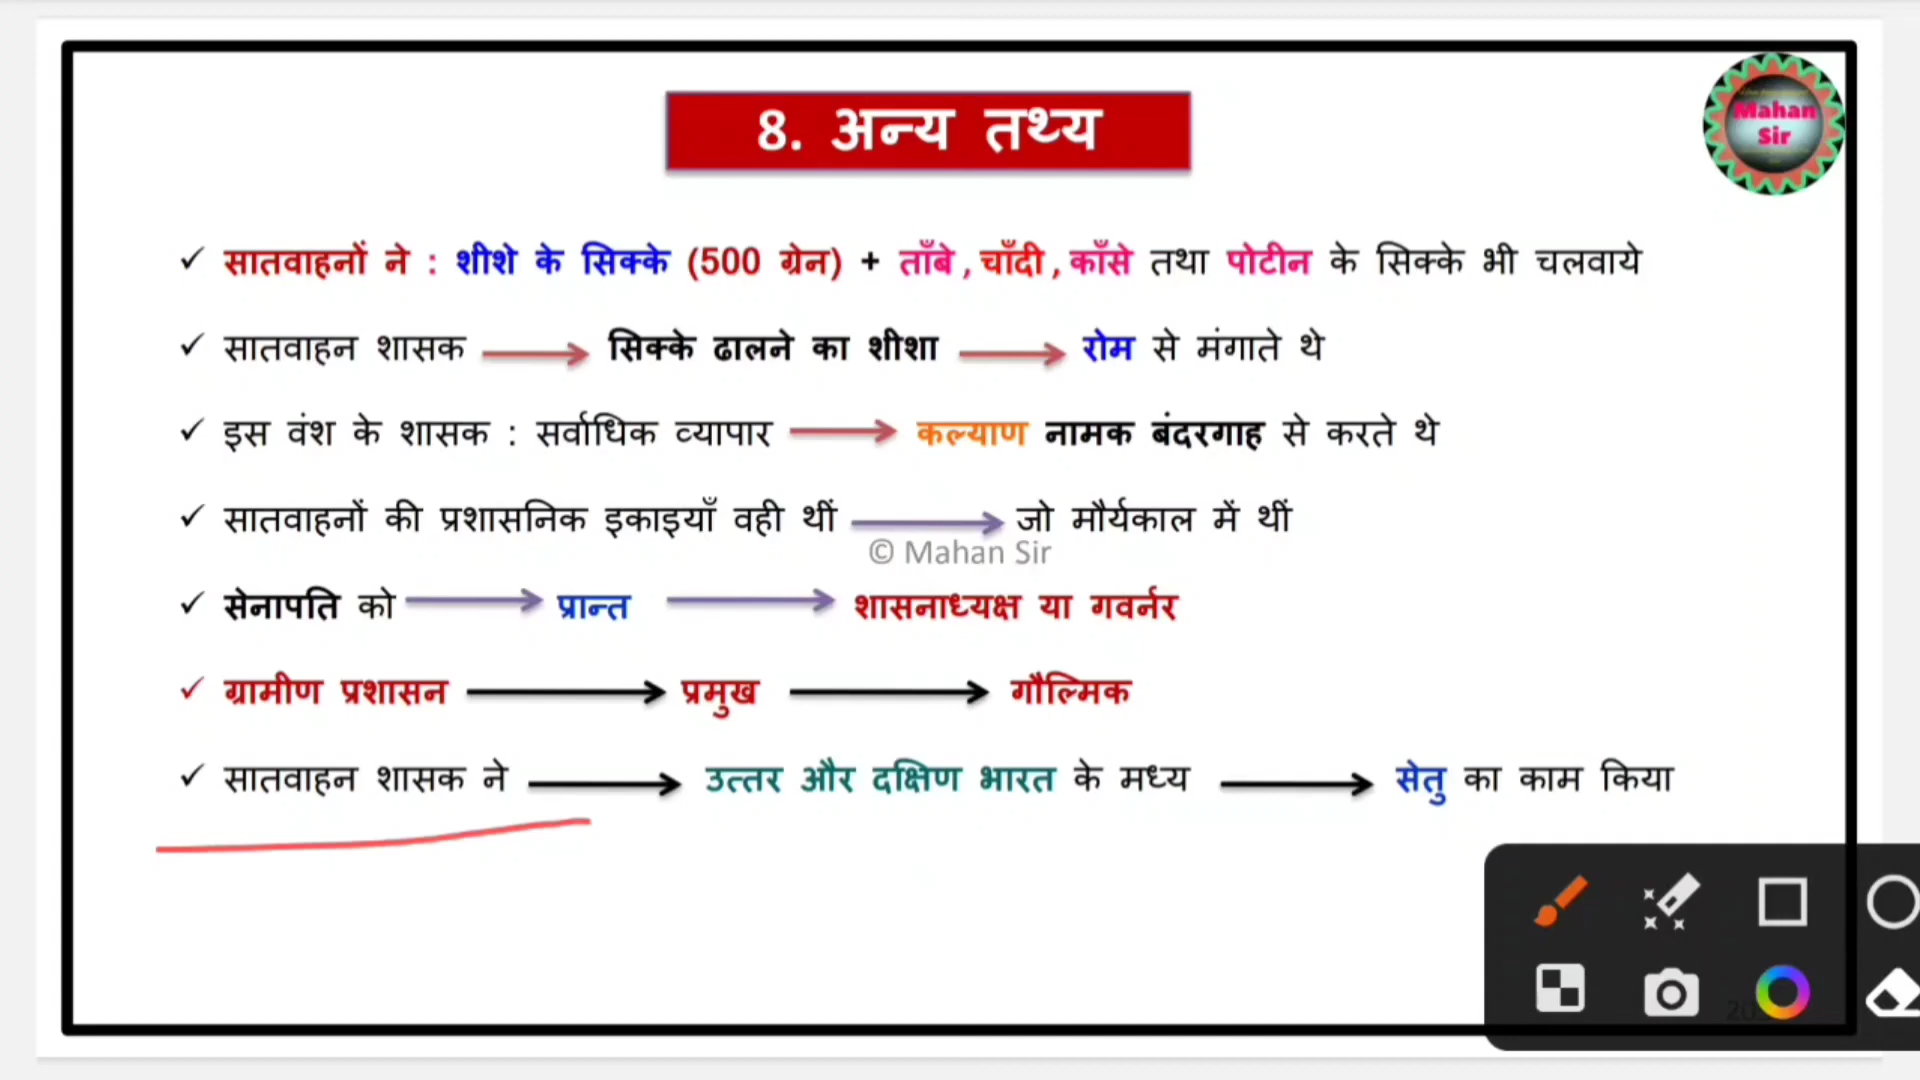 8. अन्य तथ्य
Mahan
Sir
✓ सातवाहनों ने : शीशे के सिक्के (500 ग्रेन) + ताँबे , चाँदी , काँसे तथा पोटीन के सिक्के भी चलवाये
✓ सातवाहन शासक → सिक्के ढालने का शीशा → रोम से मंगाते थे
✓ इस वंश के शासक : सर्वाधिक व्यापार → कल्याण नामक बंदरगाह से करते थे
✓ सातवाहनों की प्रशासनिक इकाइयाँ वही थीं → जो मौर्यकाल में थीं
© Mahan Sir
✓ सेनापति को → प्रान्त → शासनाध्यक्ष या गवर्नर
✓ ग्रामीण प्रशासन → प्रमुख → गौल्मिक
✓ सातवाहन शासक ने → उत्तर और दक्षिण भारत के मध्य → सेतु का काम किया